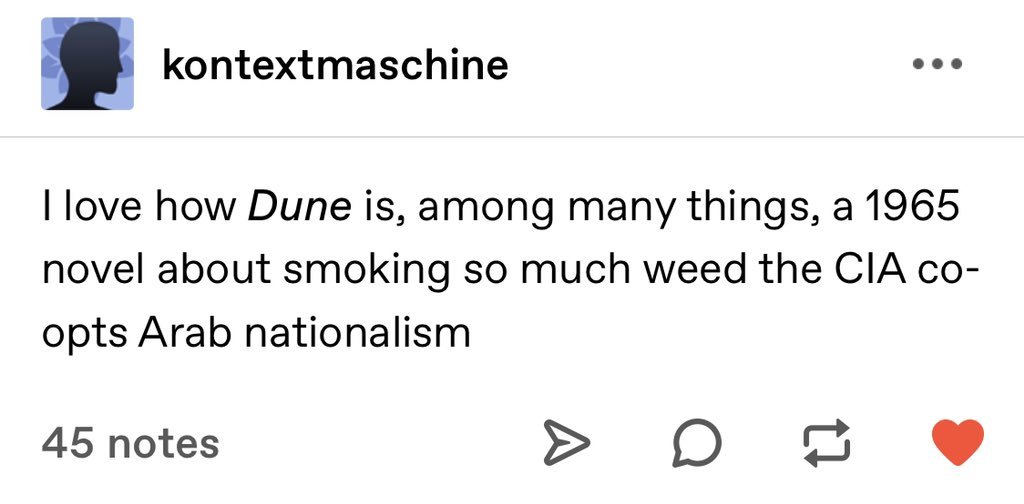 kontextmaschine
I love how Dune is, among many things, a 1965
novel about smoking so much weed the CIA co-
opts Arab nationalism
45 notes